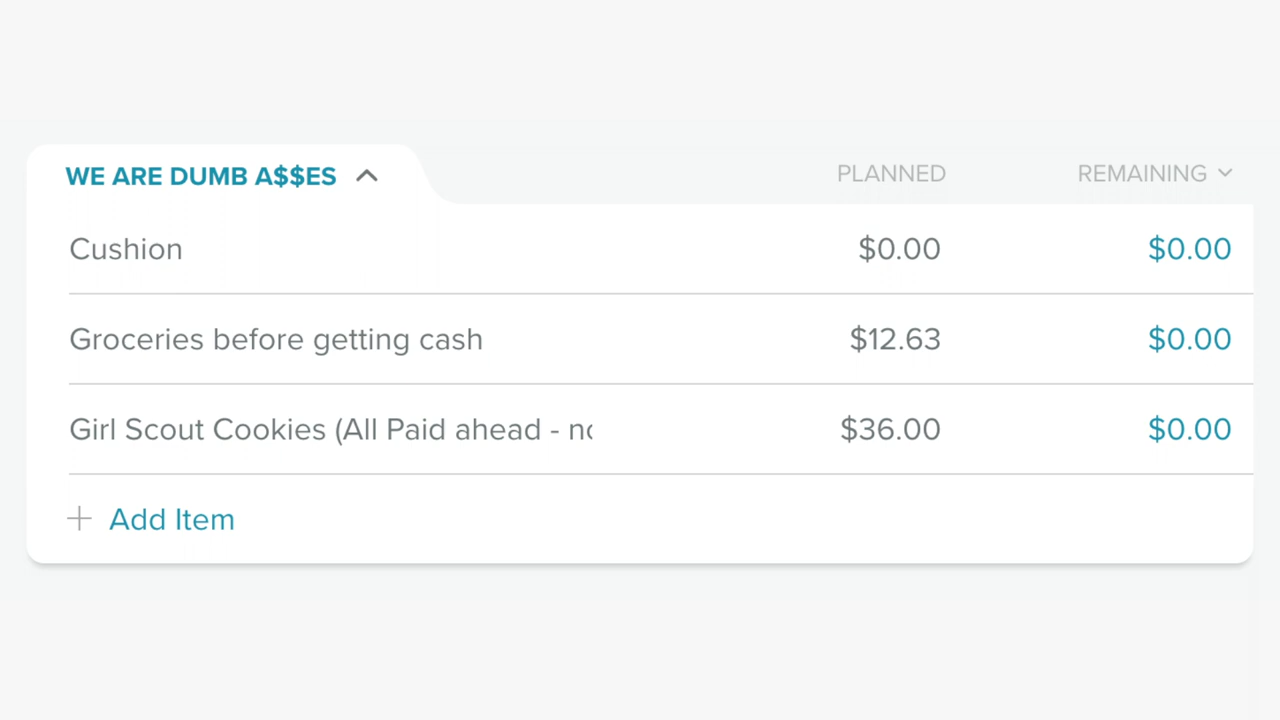 WE ARE DUMB A$$ES PLANNED REMAINING
Cushion $0.00 $0.00
Groceries before getting cash $12.63 $0.00
Girl Scout Cookies (All Paid ahead - no $36.00 $0.00
+ Add Item